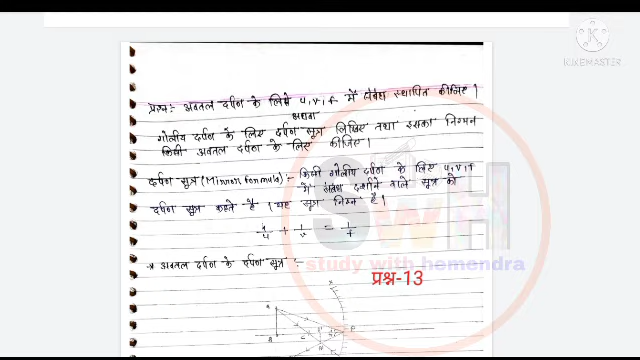 KINEMASTER
प्रश्न:- अवतल दर्पण के लिये u,v,f में संबंध स्थापित कीजिए।
अथवा
गोलीय दर्पण के लिए दर्पण सूत्र लिखिए तथा इसका निगमन
किसी अवतल दर्पण के लिए कीजिए।
दर्पण सूत्र (Mirror formula):- किसी गोलीय दर्पण के लिए u,v,f
में संबंध दर्शाने वाले सूत्र को
दर्पण सूत्र कहते है। यह सूत्र निम्न है।
1/u + 1/v = 1/f
SWH
study with homendra
अवतल दर्पण के दर्पण सूत्र :-
प्रश्न-13